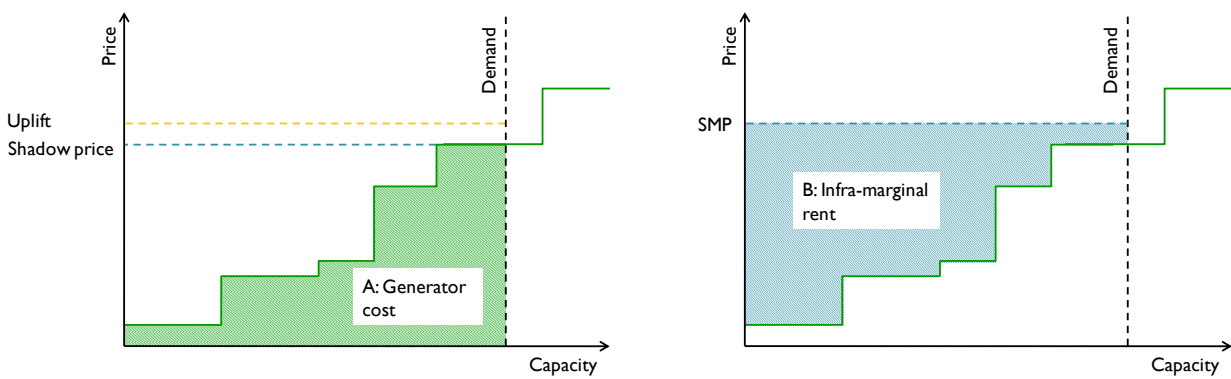 Price
Demand
Uplift
Shadow price
A: Generator
cost
Capacity
Price
Demand
SMP
B: Infra-marginal
rent
Capacity